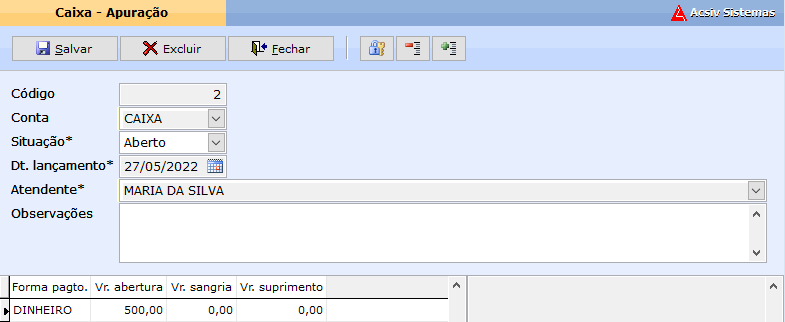 Caixa - Apuração
Acsiv Sistemas
Salvar Excluir Fechar
Código 2
Conta CAIXA
Situação* Aberto
Dt. lançamento* 27/05/2022
Atendente* MARIA DA SILVA
Observações
Forma pagto. Vr. abertura Vr. sangria Vr. suprimento
DINHEIRO 500,00 0,00 0,00